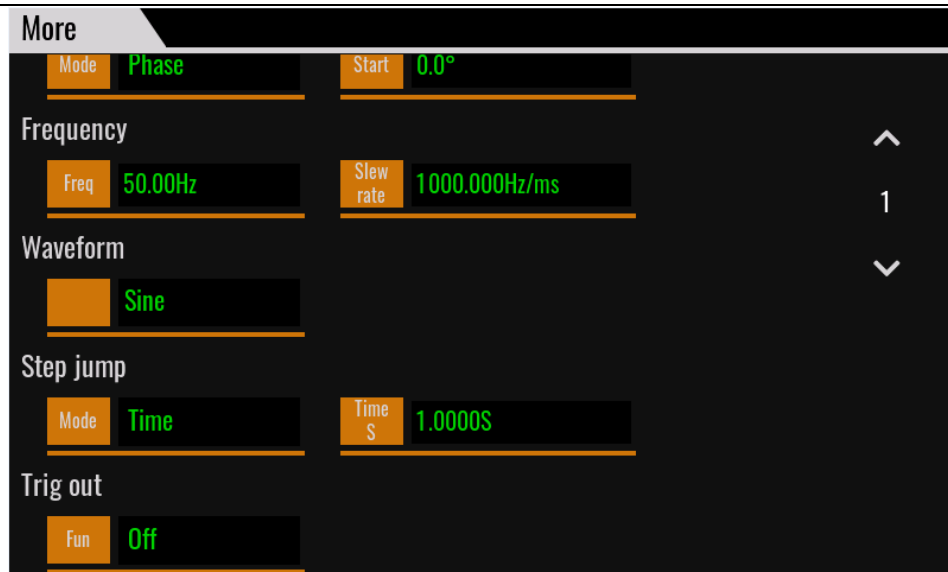 More
Mode Phase Start 0.0°
Frequency
Freq 50.00Hz Slew rate 1000.000Hz/ms
1
Waveform
Sine
Step jump
Mode Time Time S 1.0000S
Trig out
Fun Off